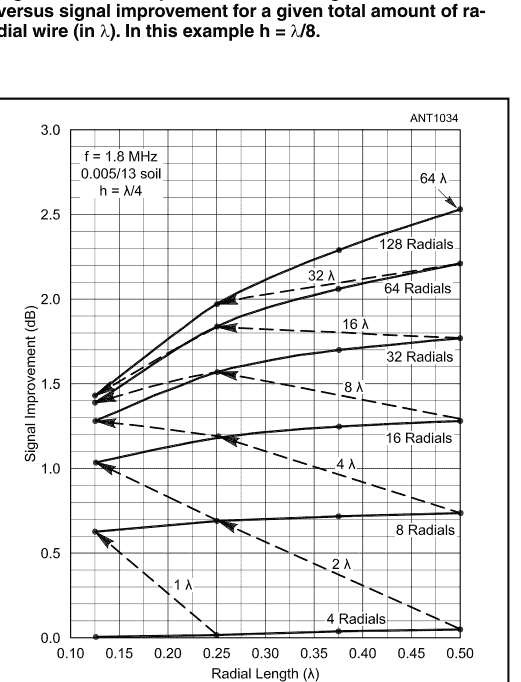 versus signal improvement for a given total amount of ra-
dial wire (in λ). In this example h = λ/8.
ANT1034
3.0
f = 1.8 MHz
0.005/13 soil
h = λ/4
64 λ
2.5
128 Radials
32 λ
64 Radials
2.0
16 λ
32 Radials
Signal Improvement (dB)
1.5
8 λ
16 Radials
4 λ
1.0
8 Radials
0.5
2 λ
1 λ
4 Radials
0.0
0.10 0.15 0.20 0.25 0.30 0.35 0.40 0.45 0.50
Radial Length (λ)